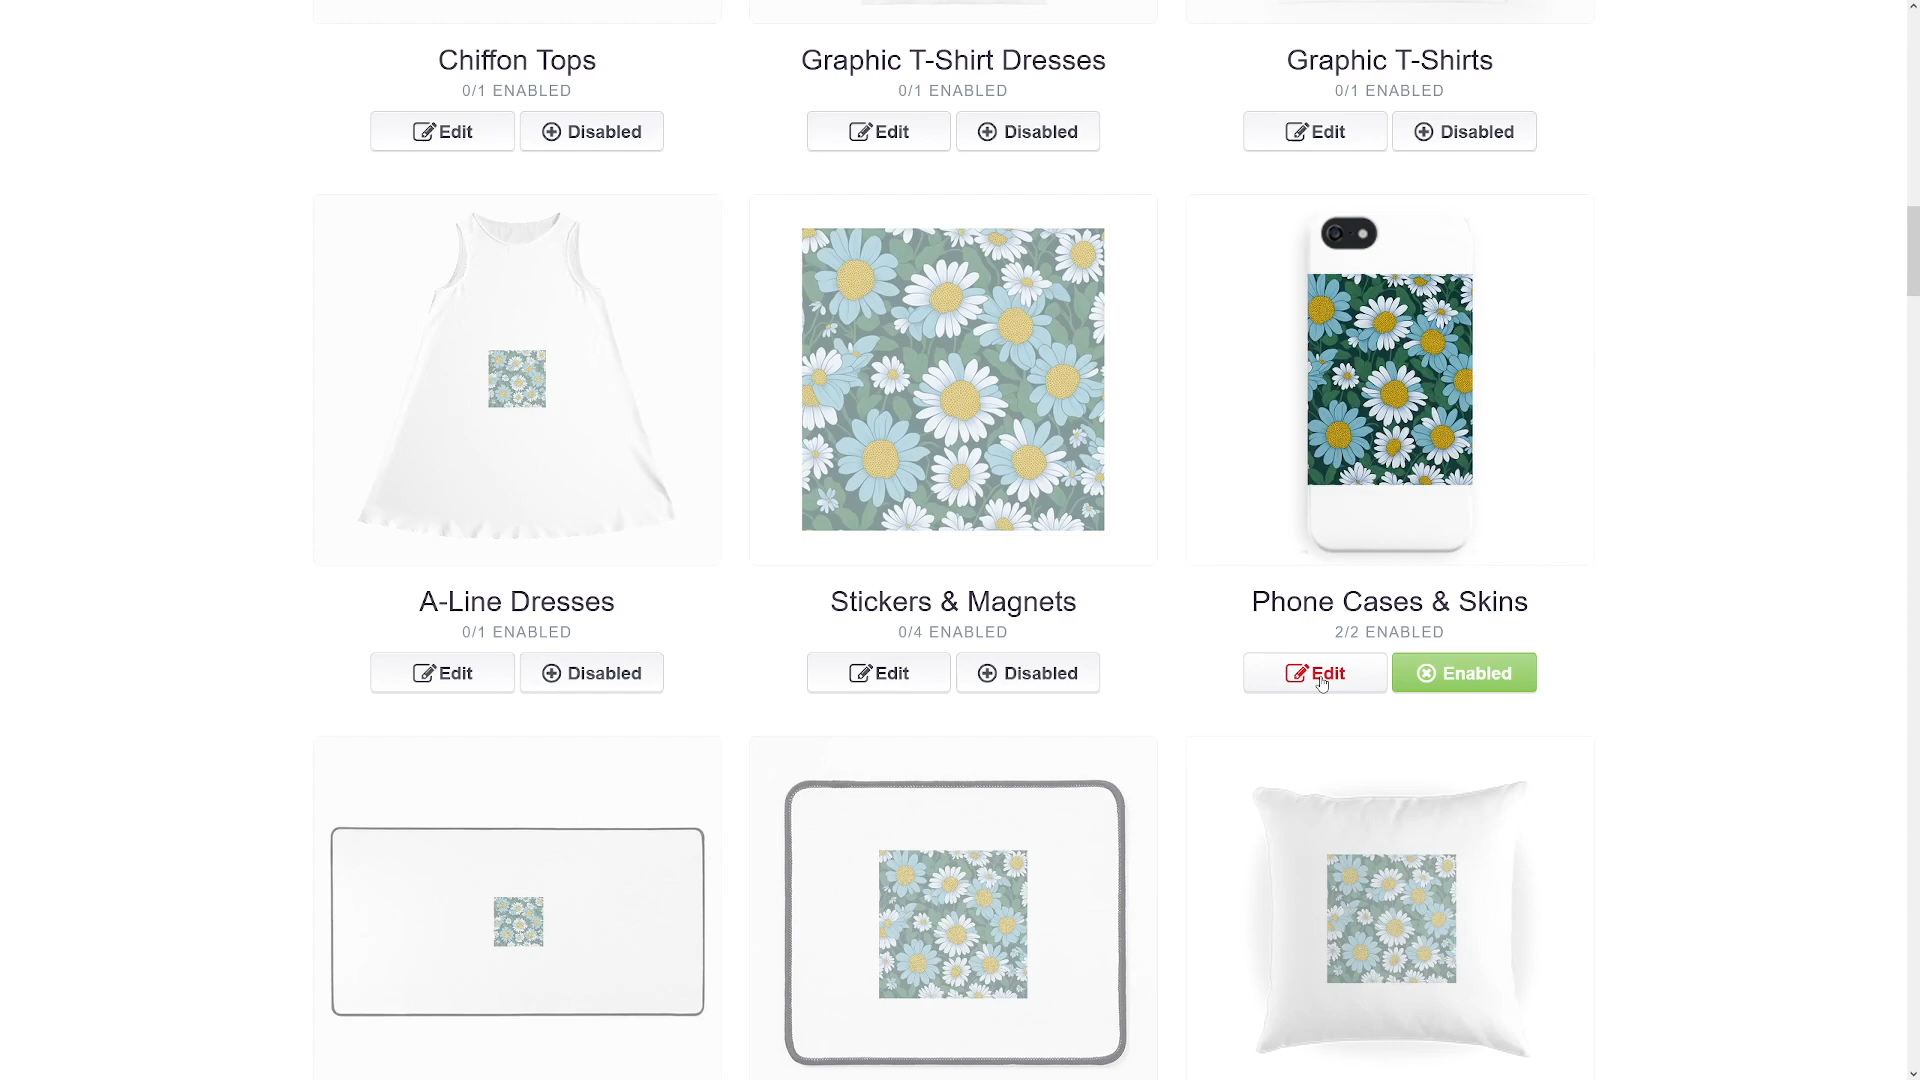 Chiffon Tops
0/1 ENABLED
Edit
Disabled
Graphic T-Shirt Dresses
0/1 ENABLED
Edit
Disabled
Graphic T-Shirts
0/1 ENABLED
Edit
Disabled
A-Line Dresses
0/1 ENABLED
Edit
Disabled
Stickers & Magnets
0/4 ENABLED
Edit
Disabled
Phone Cases & Skins
2/2 ENABLED
Edit
Enabled